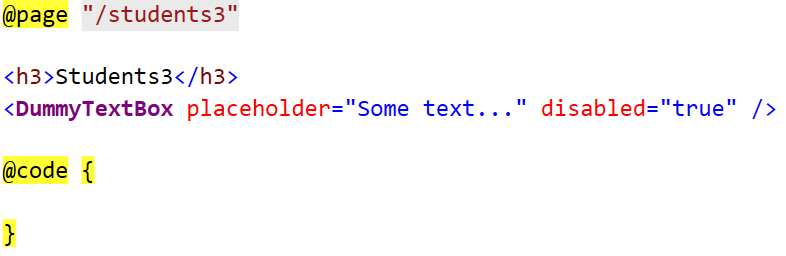 @page "/students3"
<h3>Students3</h3>
<DummyTextBox placeholder="Some text..." disabled="true" />
@code {
}